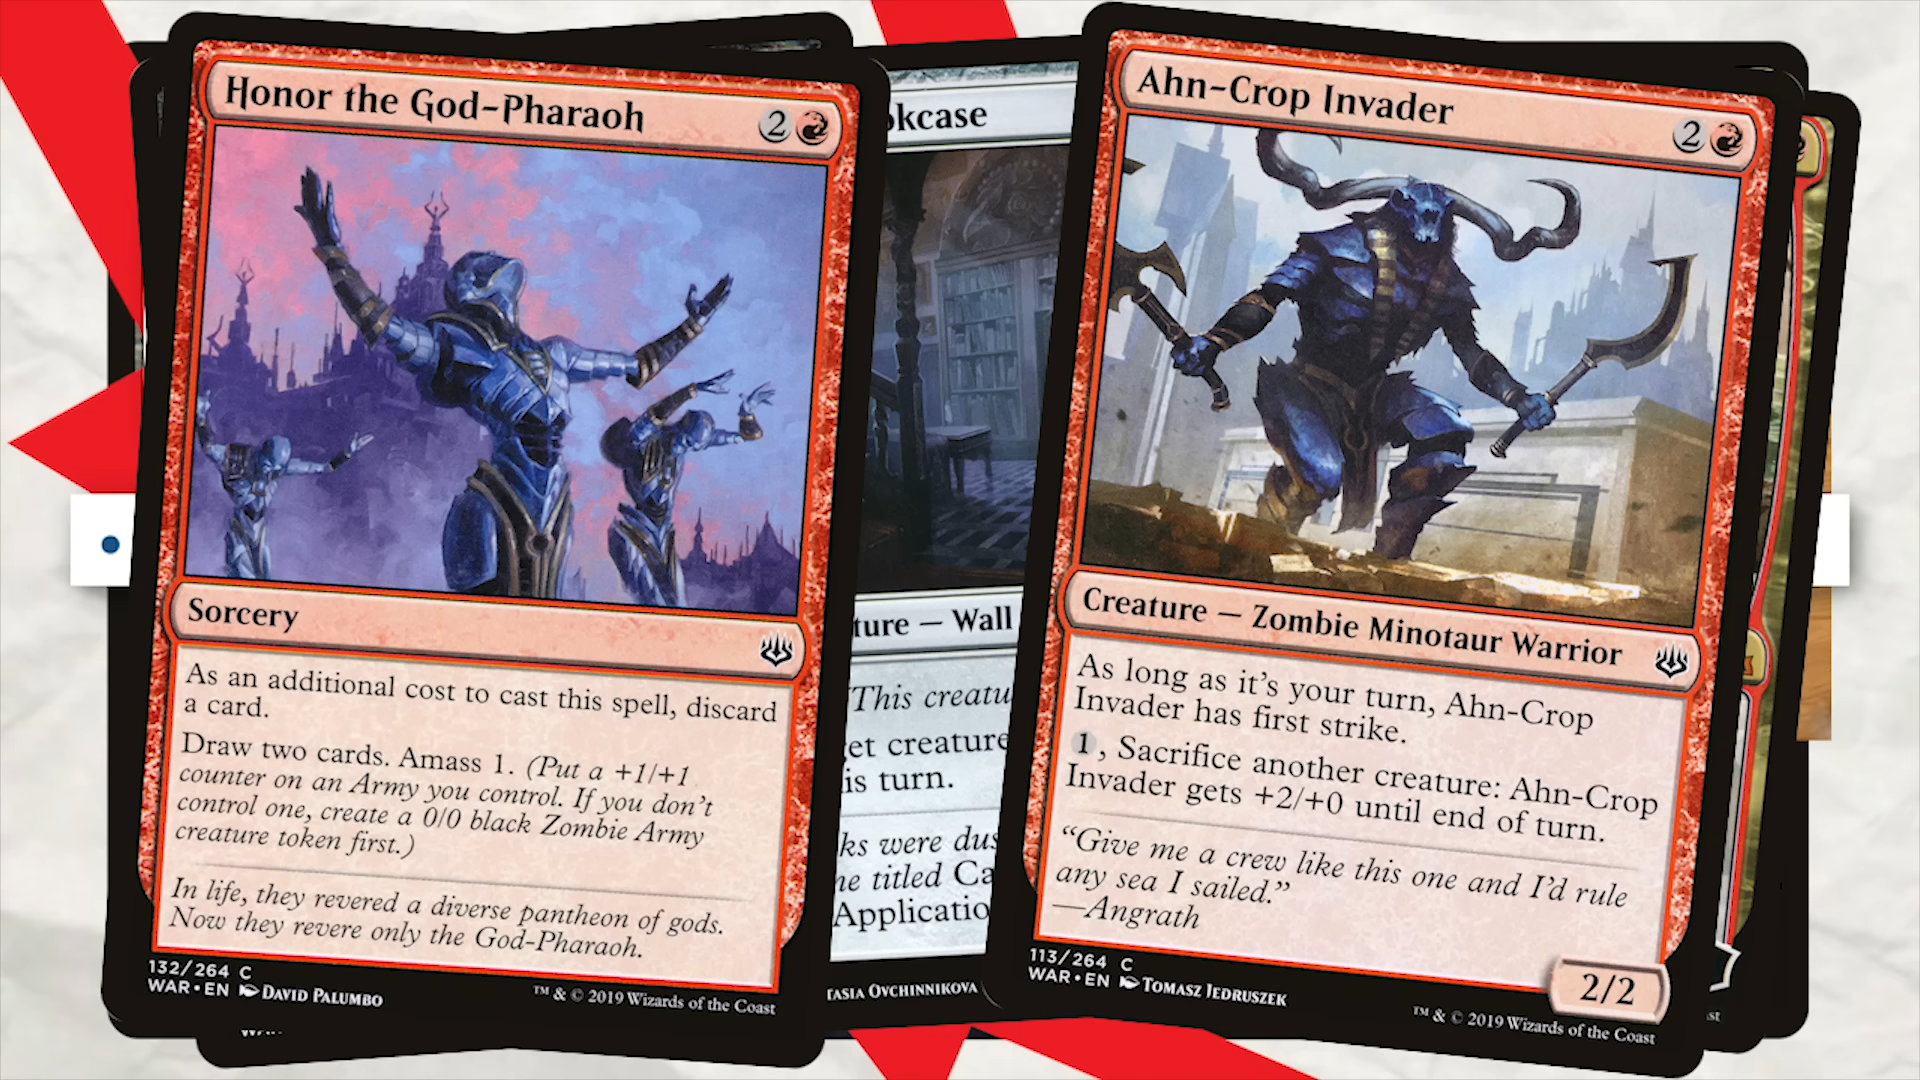 Honor the God-Pharaoh
2
Sorcery
As an additional cost to cast this spell, discard
a card.
Draw two cards. Amass 1. (Put a +1/+1
counter on an Army you control. If you don't
control one, create a 0/0 black Zombie Army
creature token first.)
In life, they revered a diverse pantheon of gods.
Now they revere only the God-Pharaoh.
132/264 C
WAR • EN DAVID PALUMBO
™ & © 2019 Wizards of the Coast
okcase
ture — Wall
(This creatu
et creature
is turn.
ks were dus
ne titled Ca
Applicatio
TASIA OVCHINNIKOVA
Ahn-Crop Invader
2
Creature — Zombie Minotaur Warrior
As long as it's your turn, Ahn-Crop
Invader has first strike.
1, Sacrifice another creature: Ahn-Crop
Invader gets +2/+0 until end of turn.
"Give me a crew like this one and I'd rule
any sea I sailed."
—Angrath
2/2
113/264 C
WAR • EN TOMASZ JEDRUSZEK
™ & © 2019 Wizards of the Coast